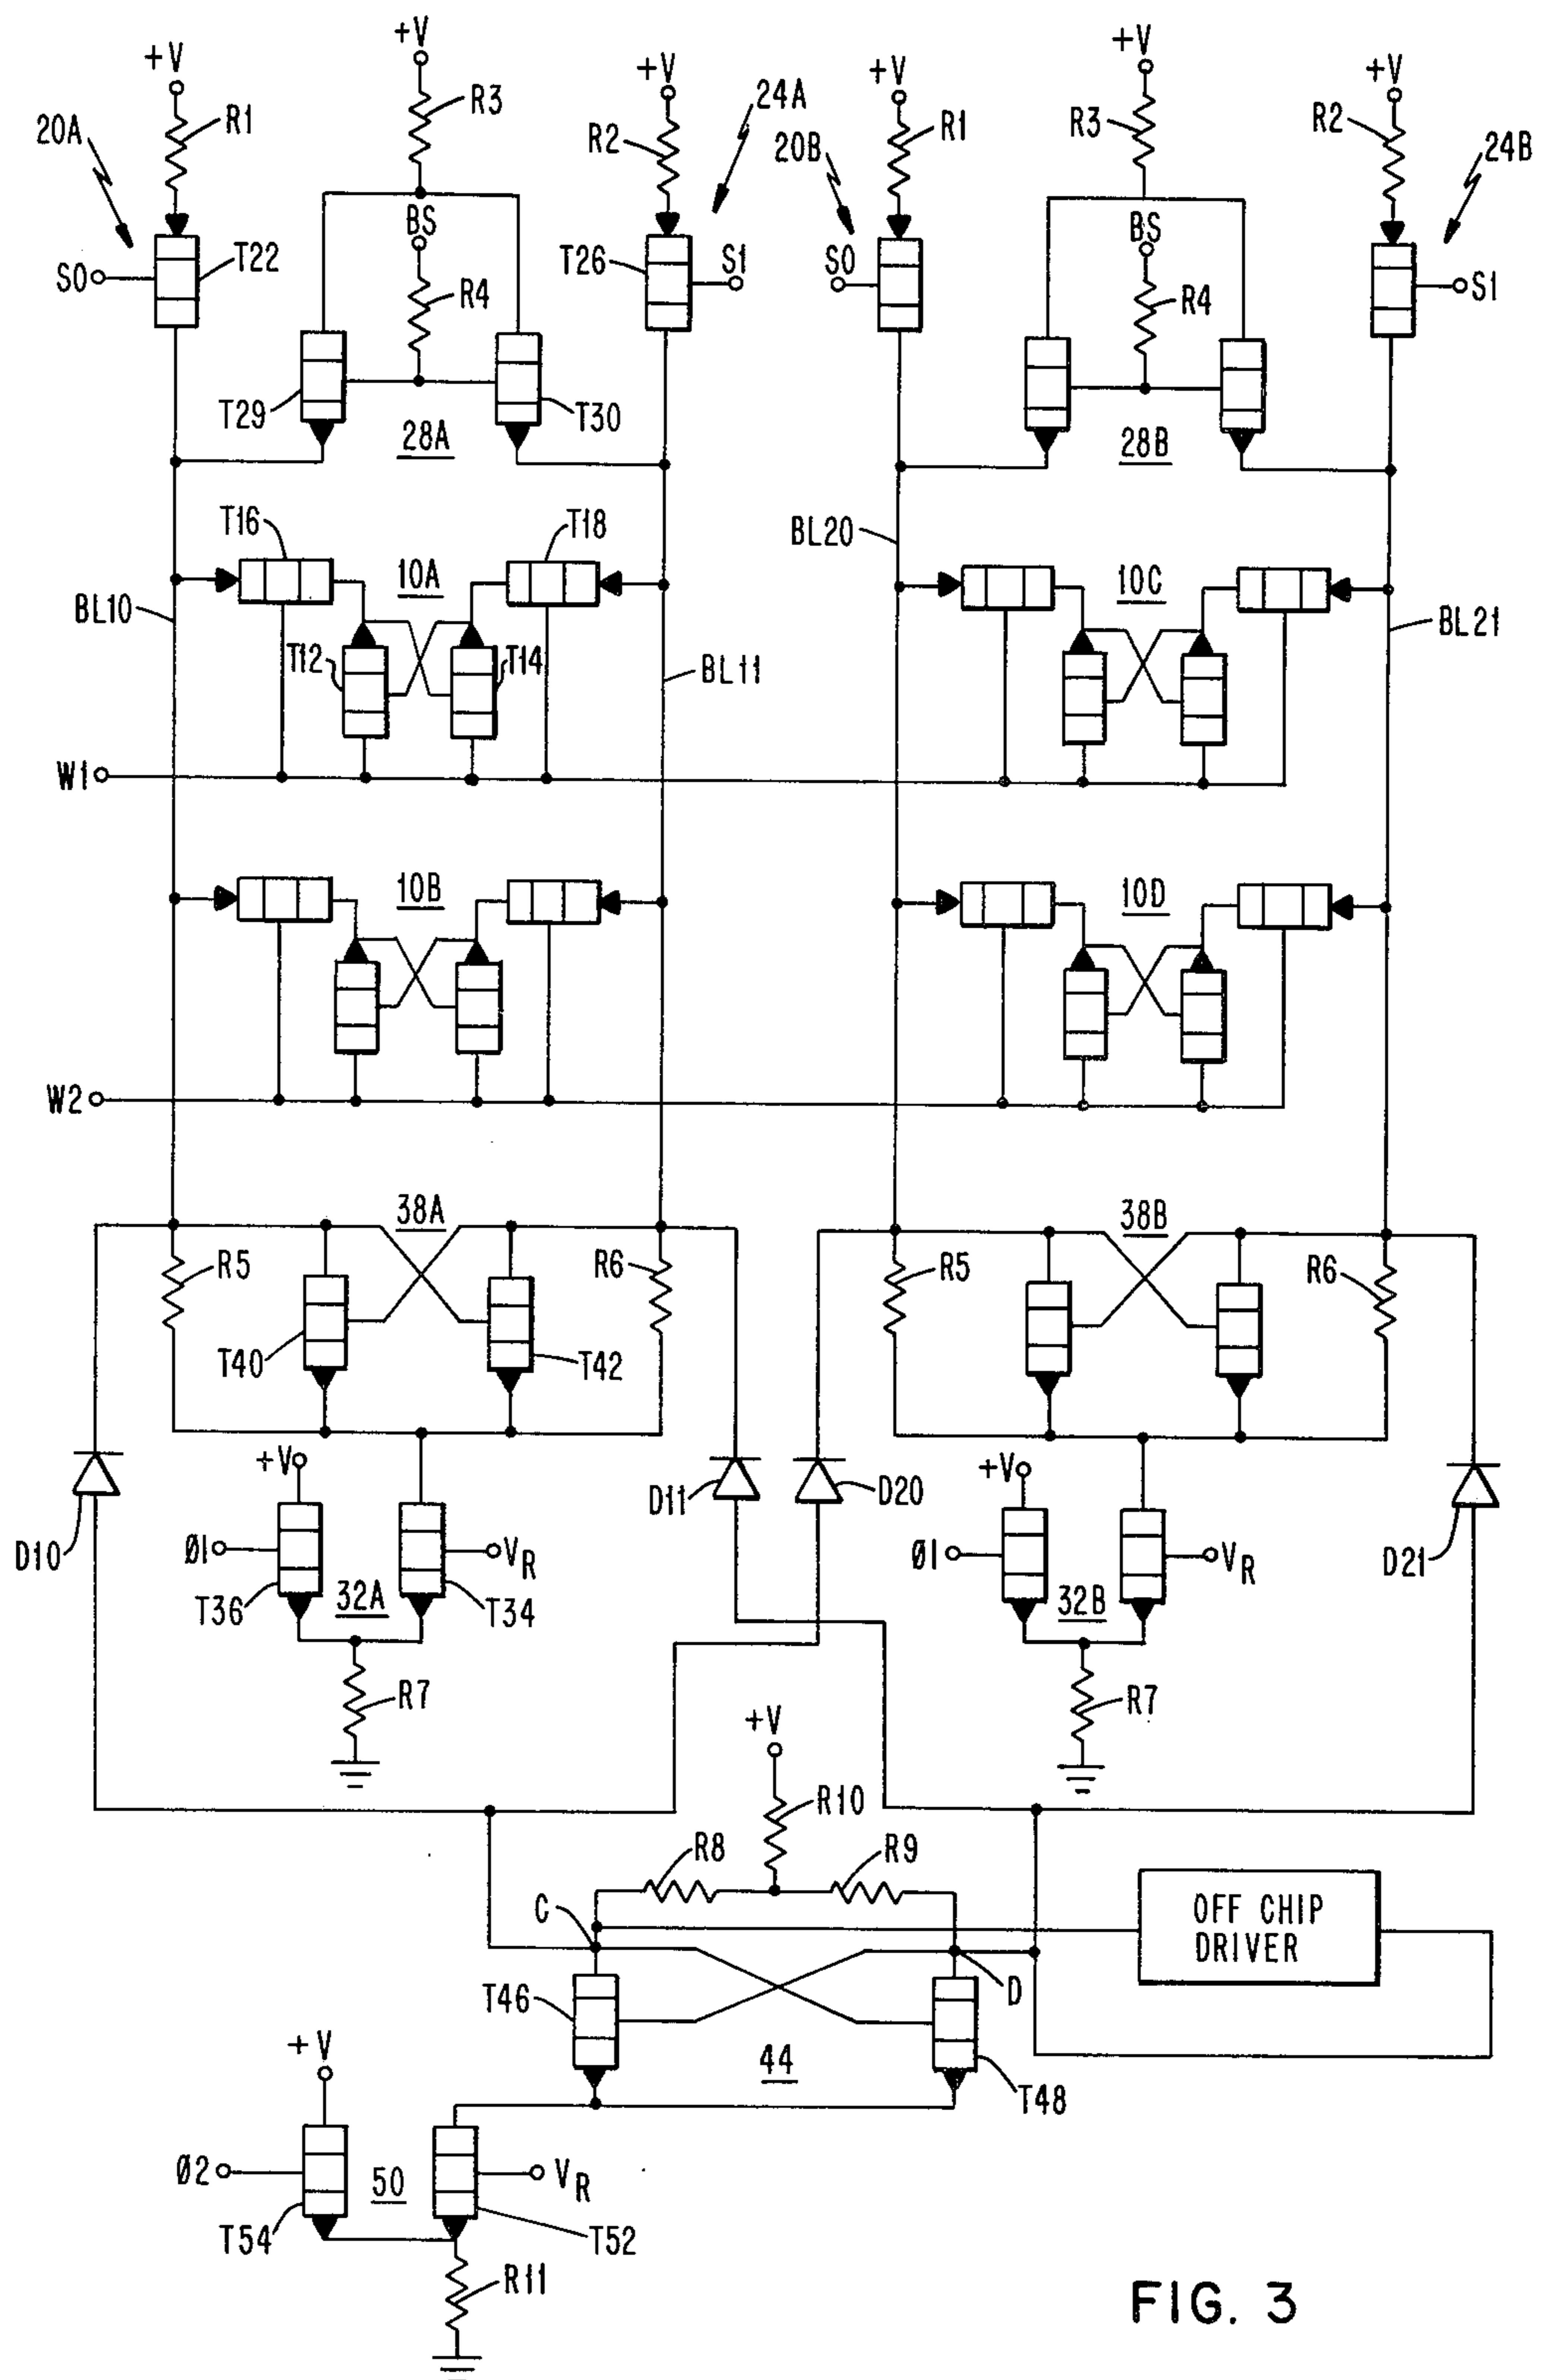 +V
+V
+V
+V
+V
+V
20A
R1
R3
R2
24A
20B
R1
R3
R2
24B
S0
T22
BS
R4
T26
S1
S0
BS
R4
S1
T29
28A
T30
28B
T16
10A
T18
BL20
10C
BL10
T12
T14
BL11
BL21
W1
10B
10D
W2
38A
38B
R5
R6
R5
R6
T40
T42
+V
+V
D10
Ø1
VR
D11
D20
Ø1
VR
D21
T36
32A
T34
32B
R7
R7
+V
R10
R8
R9
C
OFF CHIP
DRIVER
T46
D
+V
44
T48
Ø2
50
VR
T54
T52
R11
FIG. 3